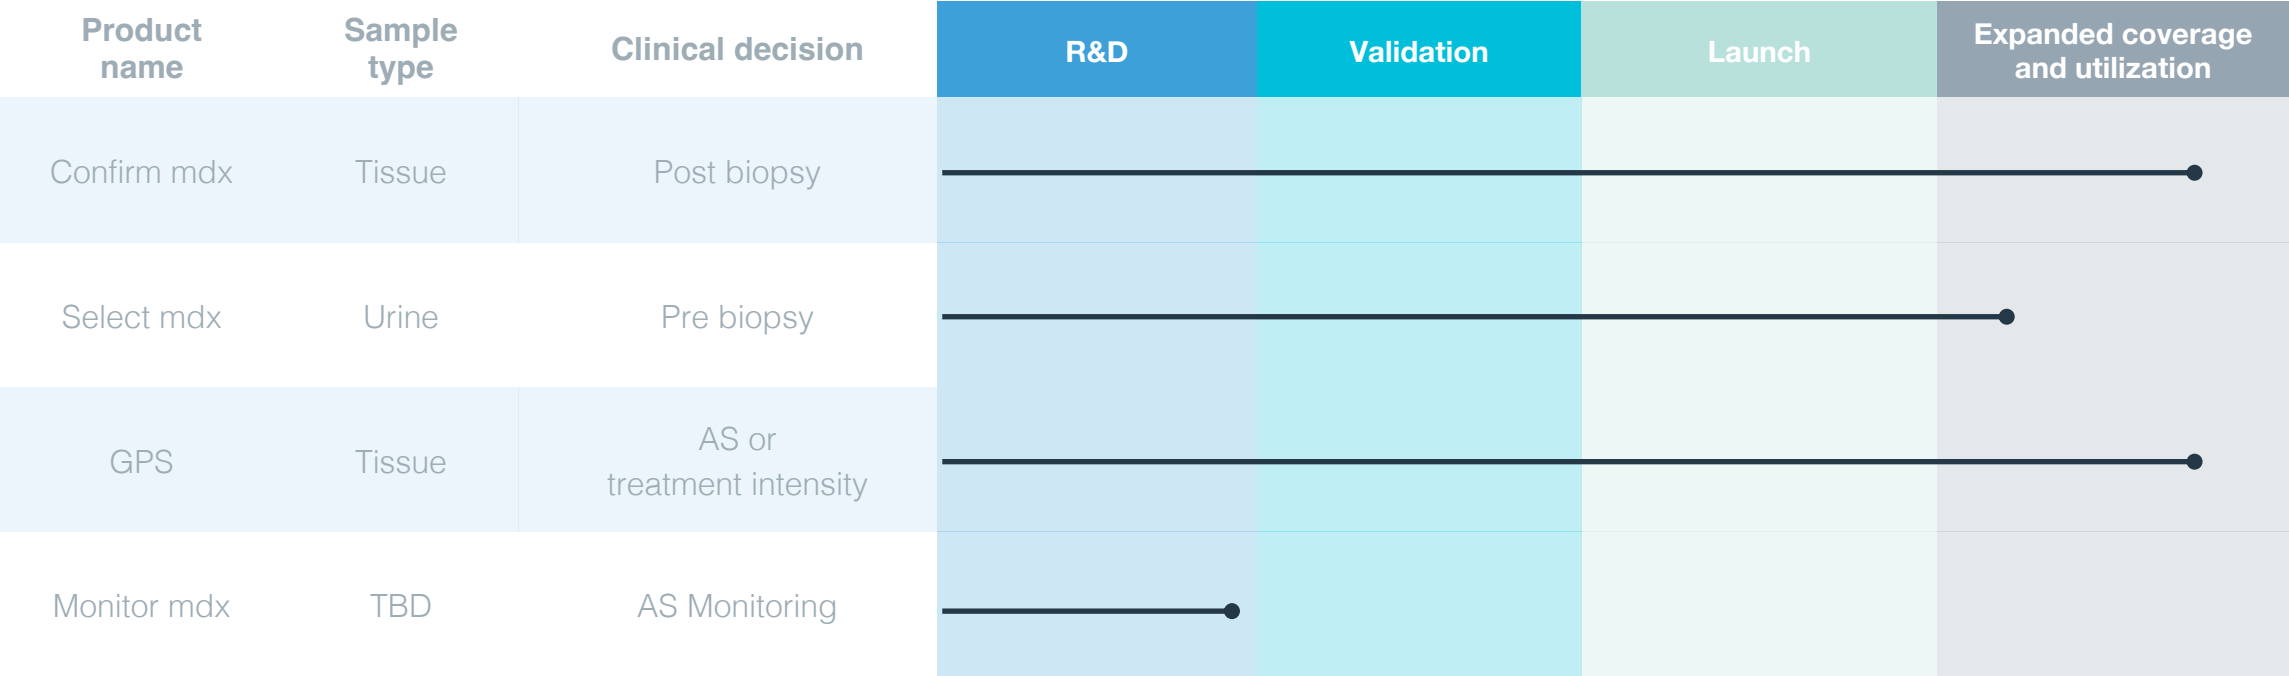 Product
name
Sample
type
Clinical decision
R&D
Validation
Launch
Expanded coverage
and utilization
Confirm mdx
Tissue
Post biopsy
Select mdx
Urine
Pre biopsy
GPS
Tissue
AS or
treatment intensity
Monitor mdx
TBD
AS Monitoring